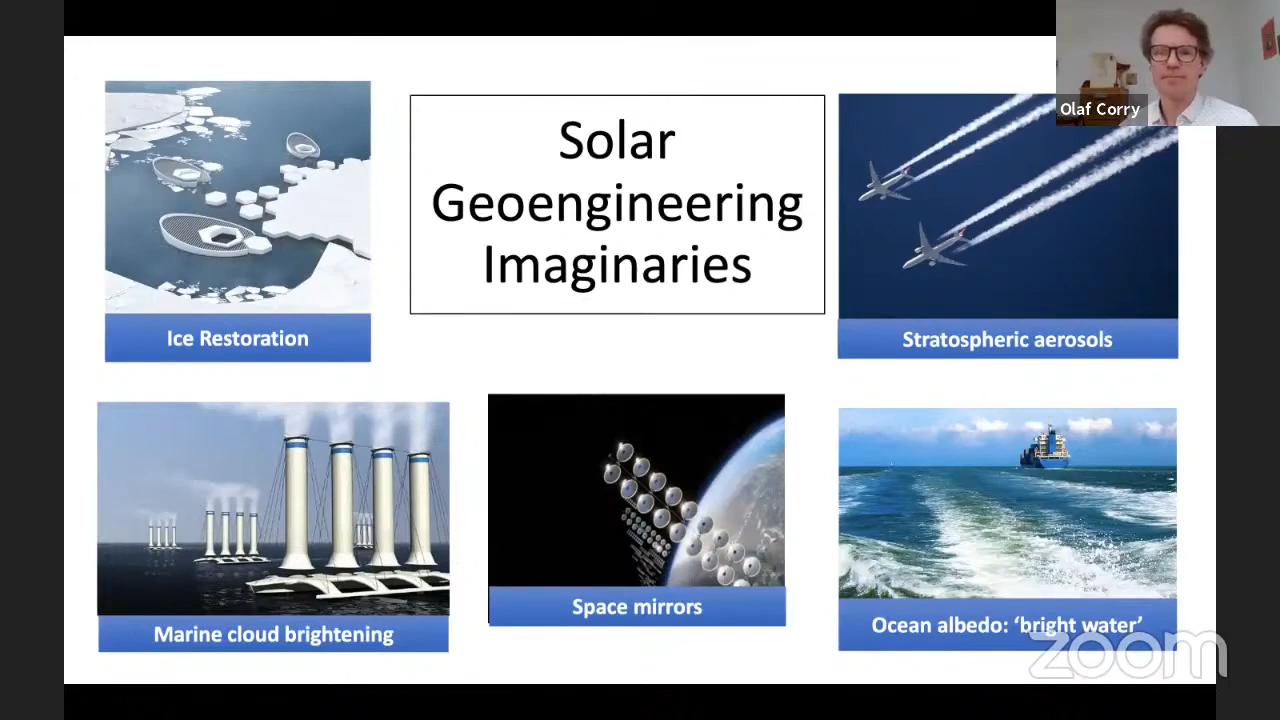 Olaf Corry
Solar
Geoengineering
Imaginaries
Ice Restoration
Stratospheric aerosols
Marine cloud brightening
Space mirrors
Ocean albedo: ‘bright water’
zoom